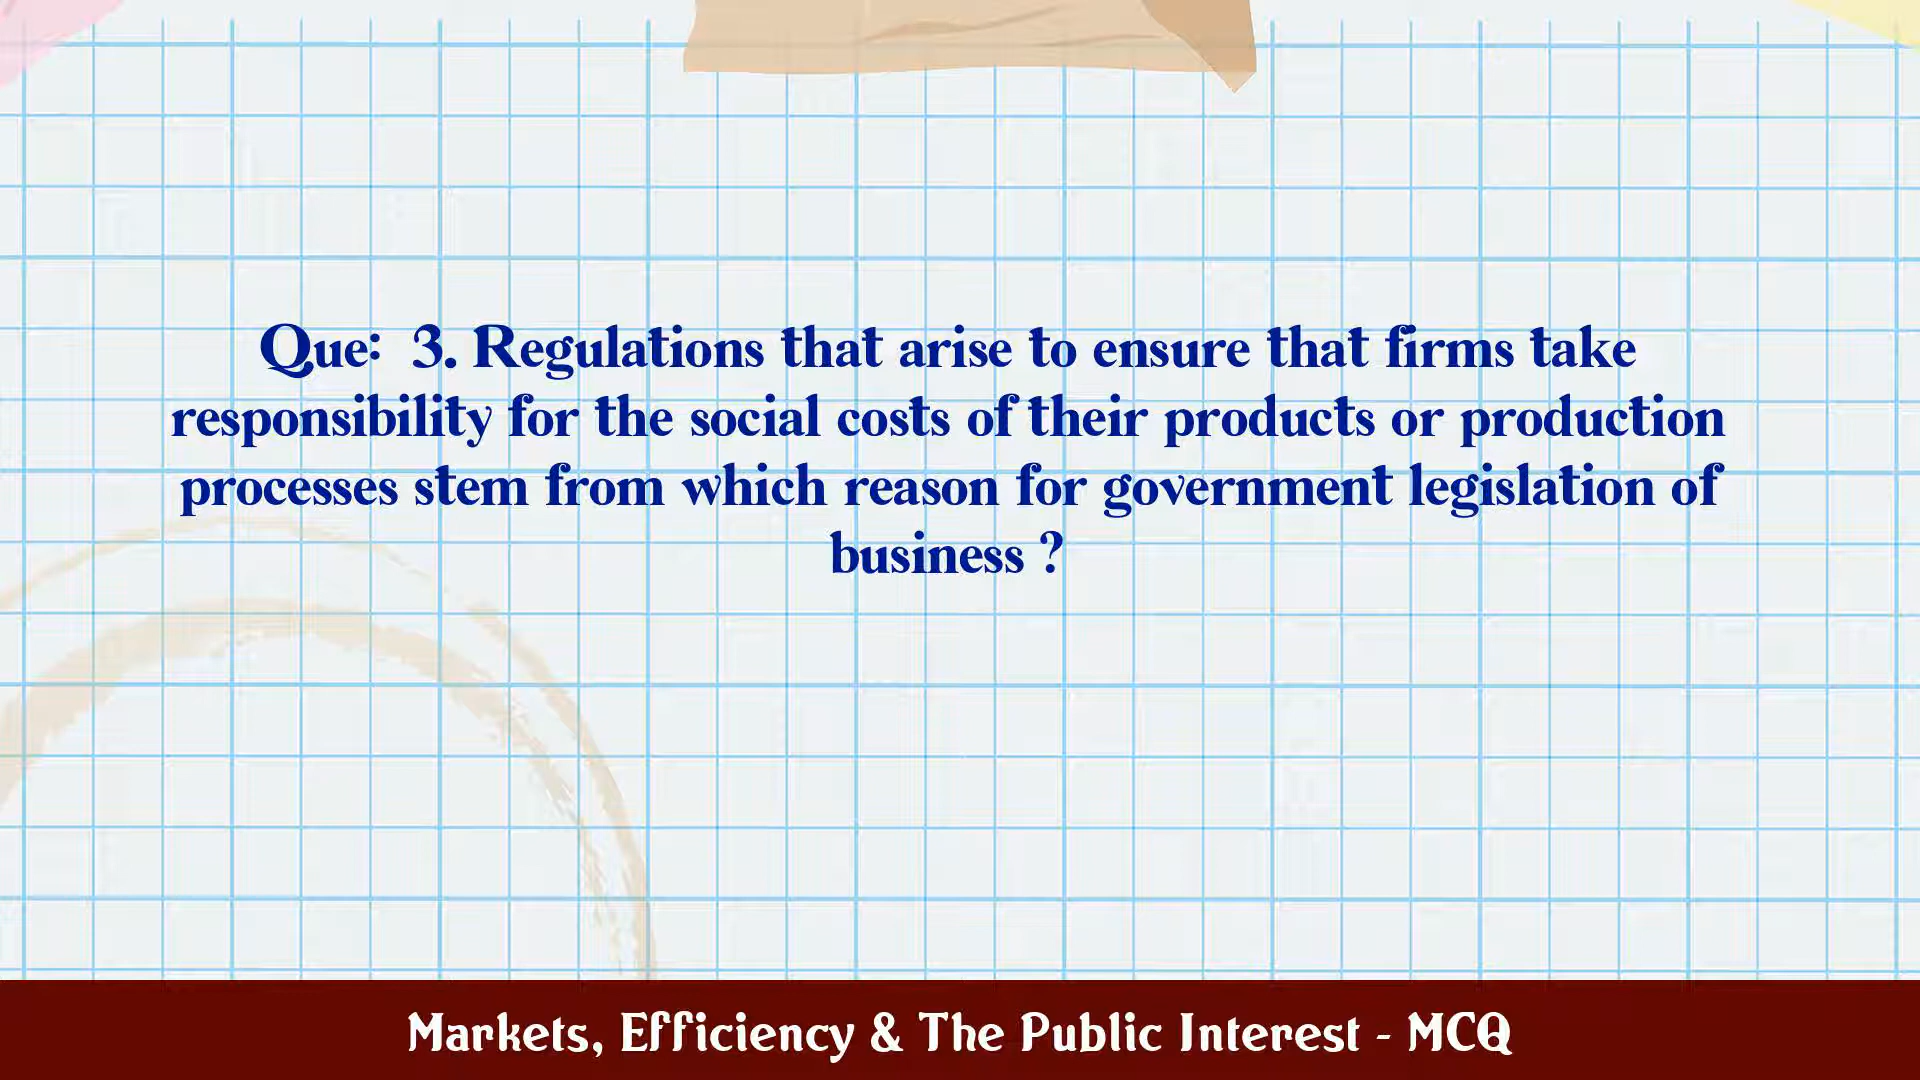 Que:  3. Regulations that arise to ensure that firms take
responsibility for the social costs of their products or production
processes stem from which reason for government legislation of
business ?
Markets, Efficiency & The Public Interest - MCQ